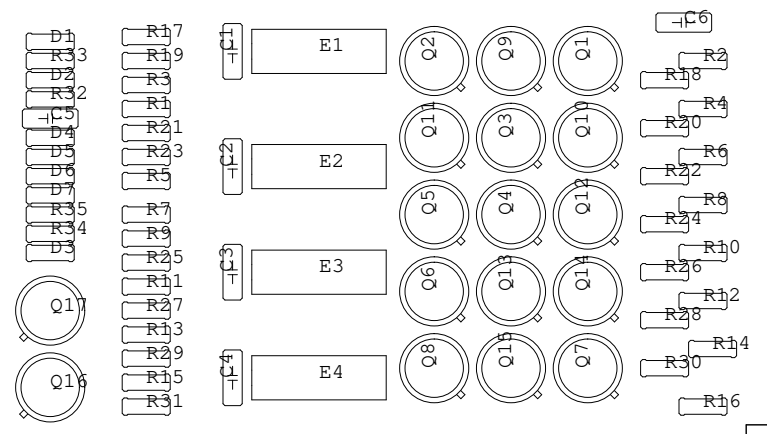 D1
R33
D2
R32
C5
D4
D5
D6
D7
R35
R34
D3
Q17
Q16
R17
R19
R3
R1
R21
R23
R5
R7
R9
R25
R11
R27
R13
R29
R15
R31
C1
C2
C3
C4
E1
E2
E3
E4
Q2
Q9
Q1
Q11
Q3
Q10
Q5
Q4
Q12
Q6
Q13
Q14
Q8
Q15
Q7
C6
R2
R18
R4
R20
R6
R22
R8
R24
R10
R26
R12
R28
R14
R30
R16